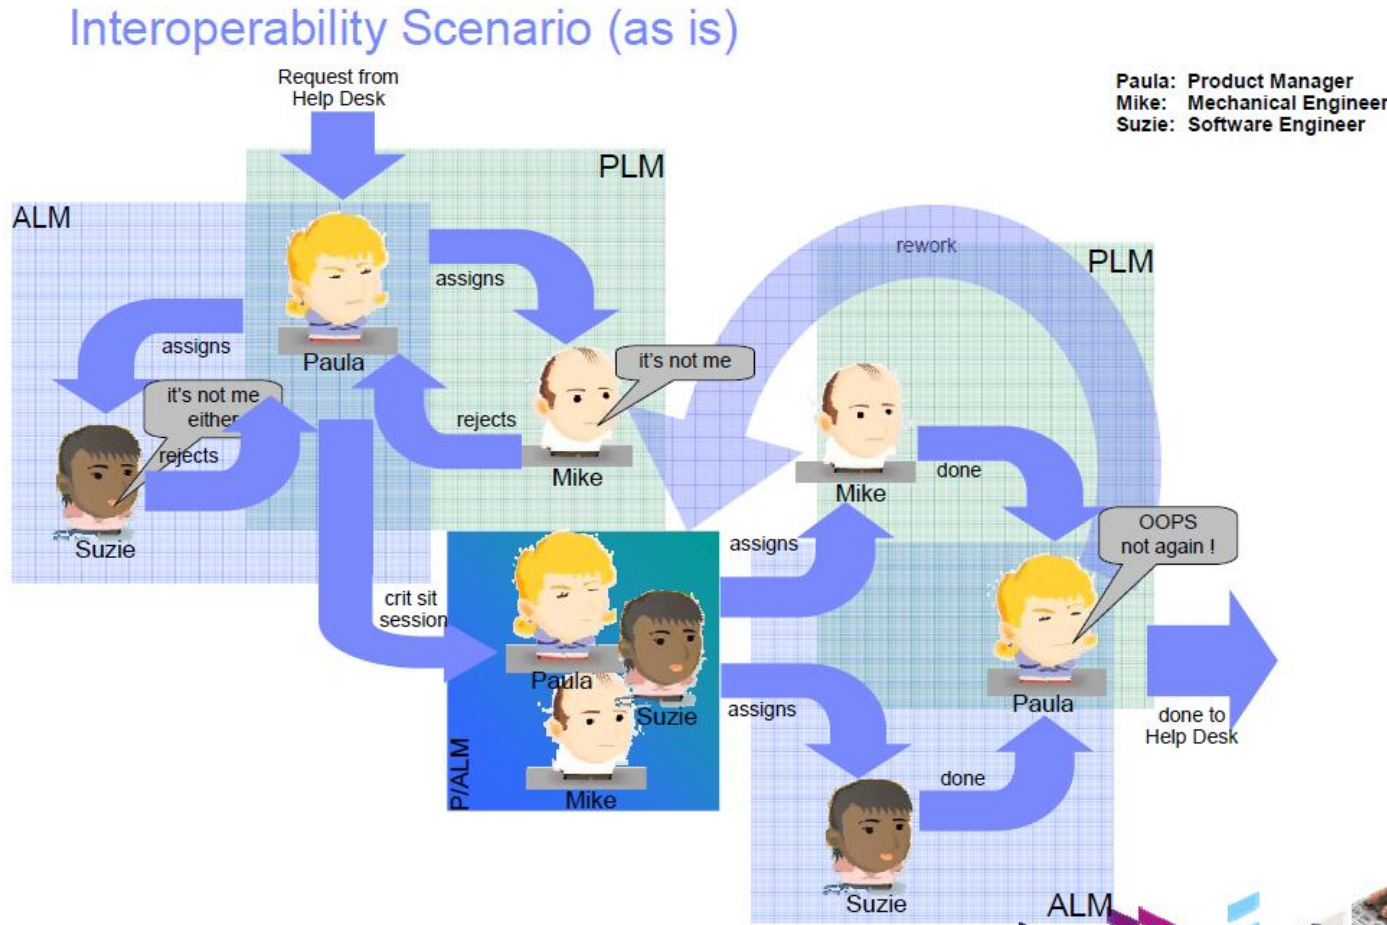 Interoperability Scenario (as is)
Request from
Help Desk
Paula: Product Manager
Mike: Mechanical Engineer
Suzie: Software Engineer
PLM
ALM
assigns
assigns
Paula
it's not me
it's not me
either
rejects
rejects
Mike
Suzie
rework
PLM
Mike
done
OOPS
not again !
crit sit
session
assigns
assigns
Paula
Suzie
Mike
P/ALM
Paula
done to
Help Desk
done
Suzie
ALM